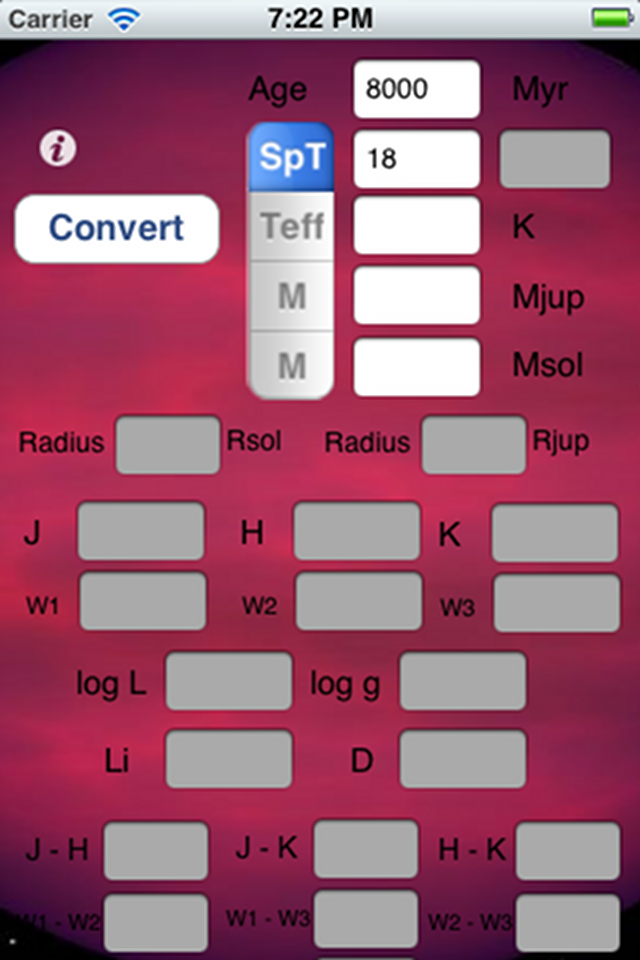 Carrier 7:22 PM
Age 8000 Myr
i SpT 18
Convert Teff K
M Mjup
M Msol
Radius Rsol Radius Rjup
J H K
W1 W2 W3
log L log g
Li D
J - H J - K H - K
W1 - W2 W1 - W3 W2 - W3